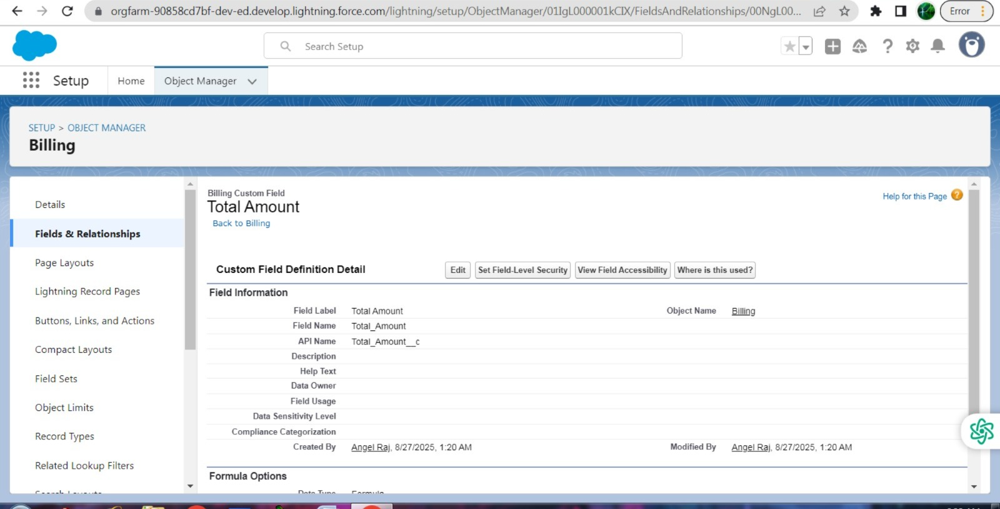 orgfarm-90858cd7bf-dev-ed.develop.lightning.force.com/lightning/setup/ObjectManager/01IgL000001kCIX/FieldsAndRelationships/00NgL00...
Error
Search Setup
Setup
Home
Object Manager
SETUP > OBJECT MANAGER
Billing
Details
Fields & Relationships
Page Layouts
Lightning Record Pages
Buttons, Links, and Actions
Compact Layouts
Field Sets
Object Limits
Record Types
Related Lookup Filters
Billing Custom Field
Total Amount
Back to Billing
Help for this Page
Custom Field Definition Detail
Edit
Set Field-Level Security
View Field Accessibility
Where is this used?
Field Information
Field Label Total Amount Object Name Billing
Field Name Total_Amount
API Name Total_Amount__c
Description
Help Text
Data Owner
Field Usage
Data Sensitivity Level
Compliance Categorization
Created By Angel Raj, 8/27/2025, 1:20 AM Modified By Angel Raj, 8/27/2025, 1:20 AM
Formula Options
Data Type Formula